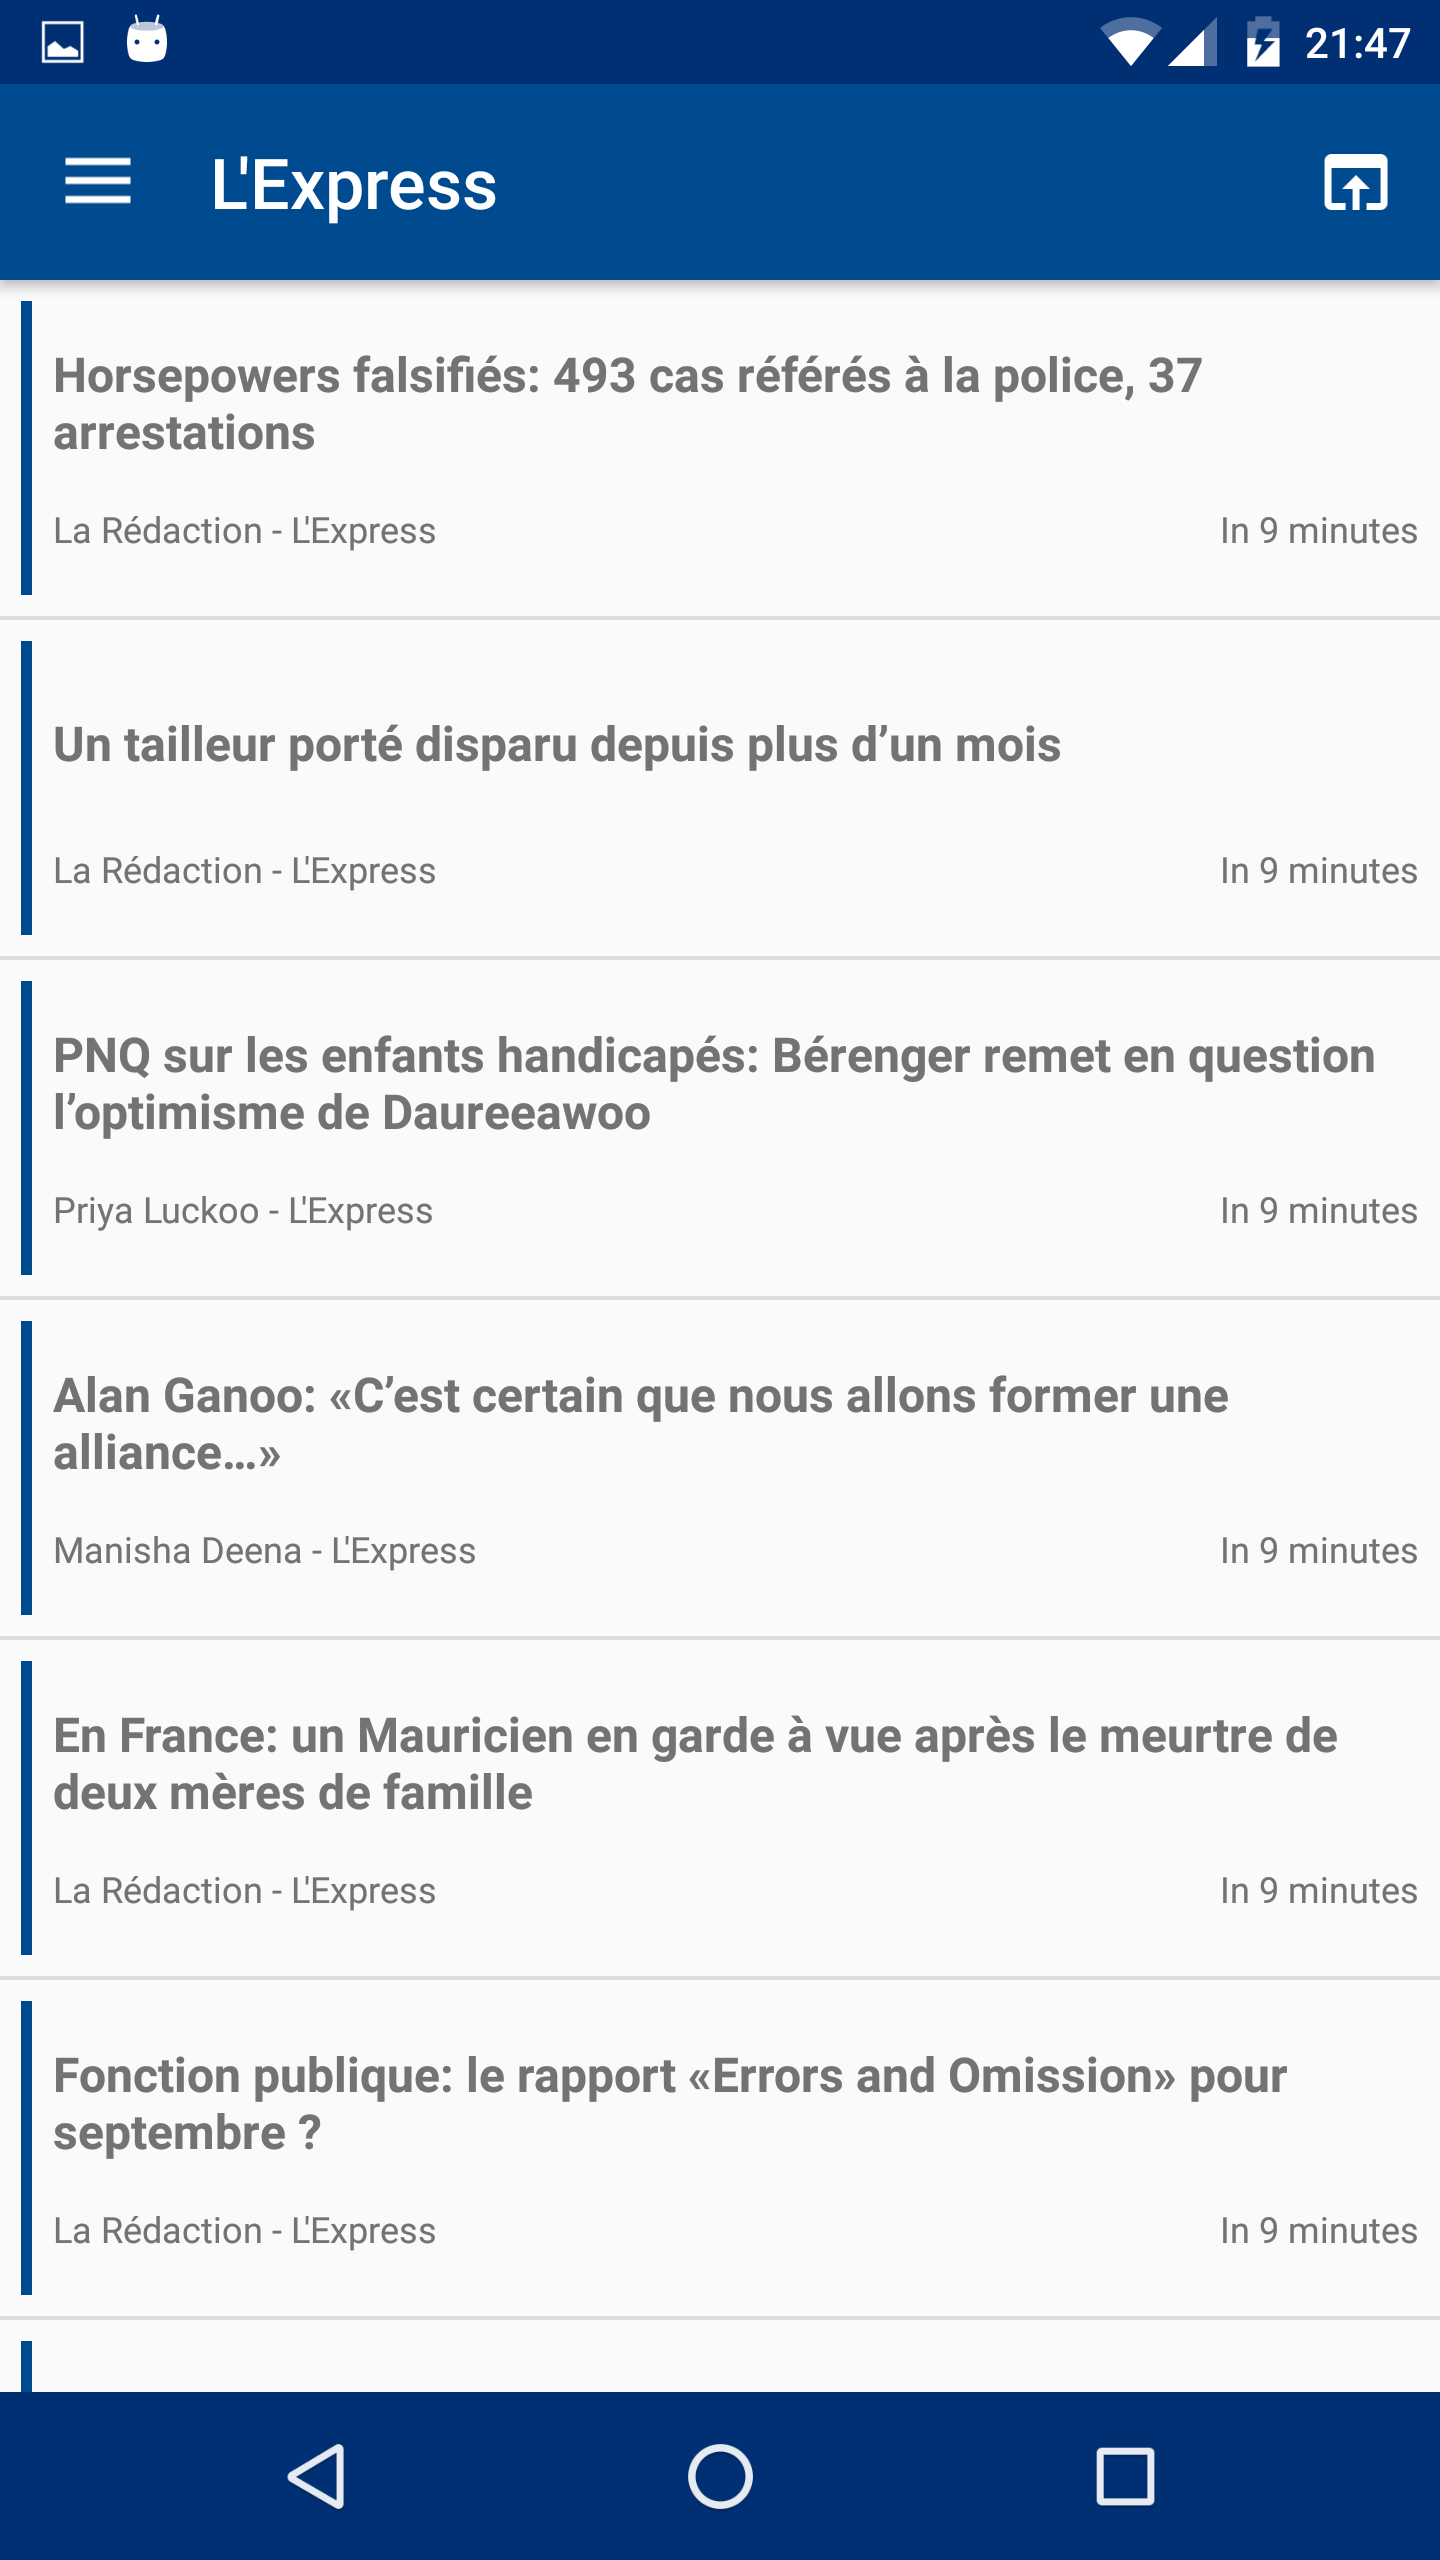 21:47
L'Express
Horsepowers falsifiés: 493 cas référés à la police, 37
arrestations
La Rédaction - L'Express
In 9 minutes
Un tailleur porté disparu depuis plus d’un mois
La Rédaction - L'Express
In 9 minutes
PNQ sur les enfants handicapés: Bérenger remet en question
l’optimisme de Daureeawoo
Priya Luckoo - L'Express
In 9 minutes
Alan Ganoo: «C’est certain que nous allons former une
alliance…»
Manisha Deena - L'Express
In 9 minutes
En France: un Mauricien en garde à vue après le meurtre de
deux mères de famille
La Rédaction - L'Express
In 9 minutes
Fonction publique: le rapport «Errors and Omission» pour
septembre ?
La Rédaction - L'Express
In 9 minutes